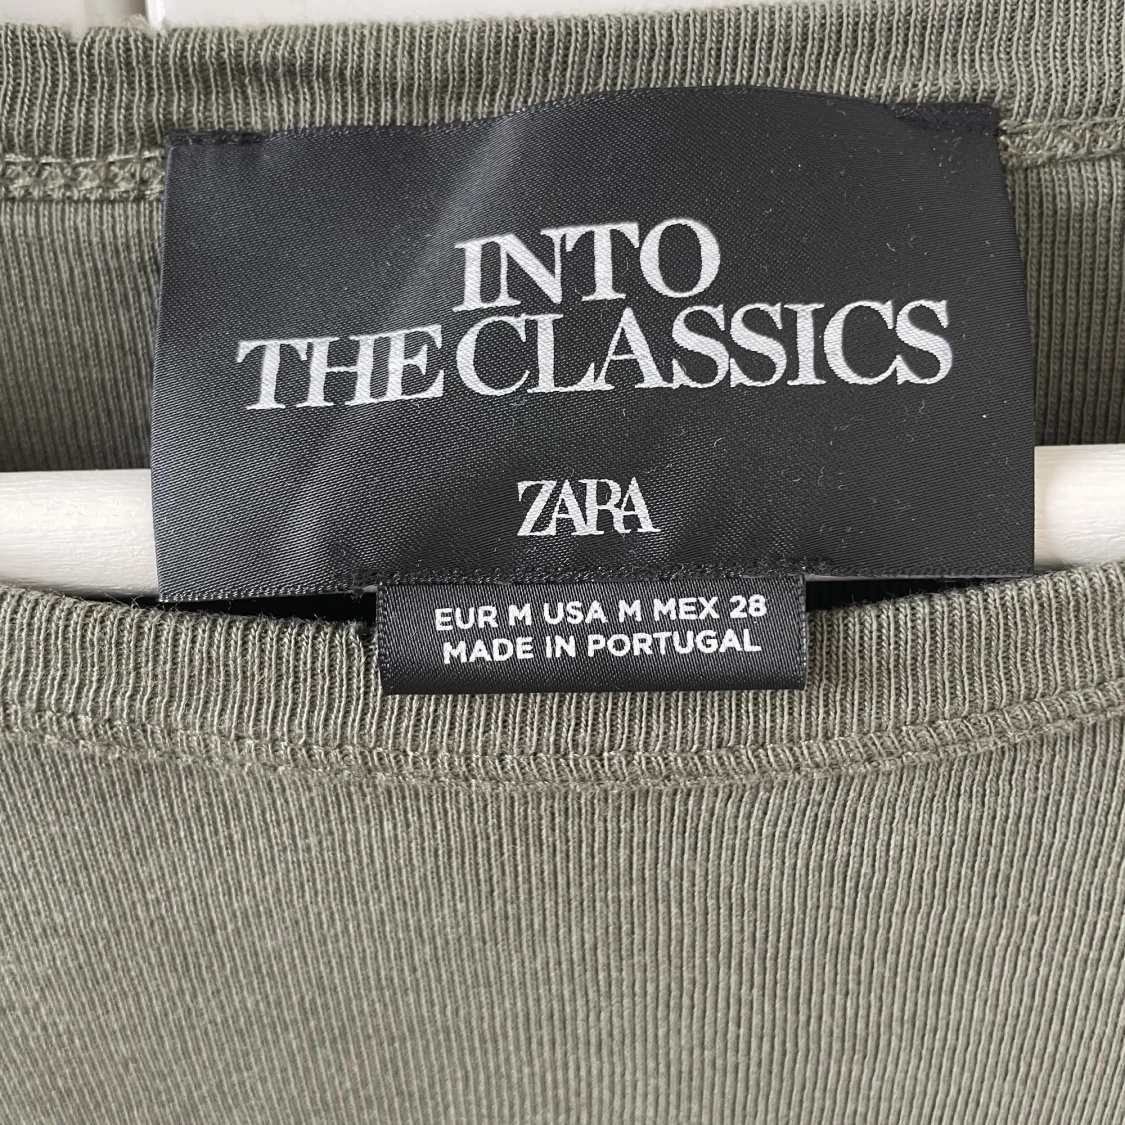 INTO
THE CLASSICS
ZARA
EUR M USA M MEX 28
MADE IN PORTUGAL